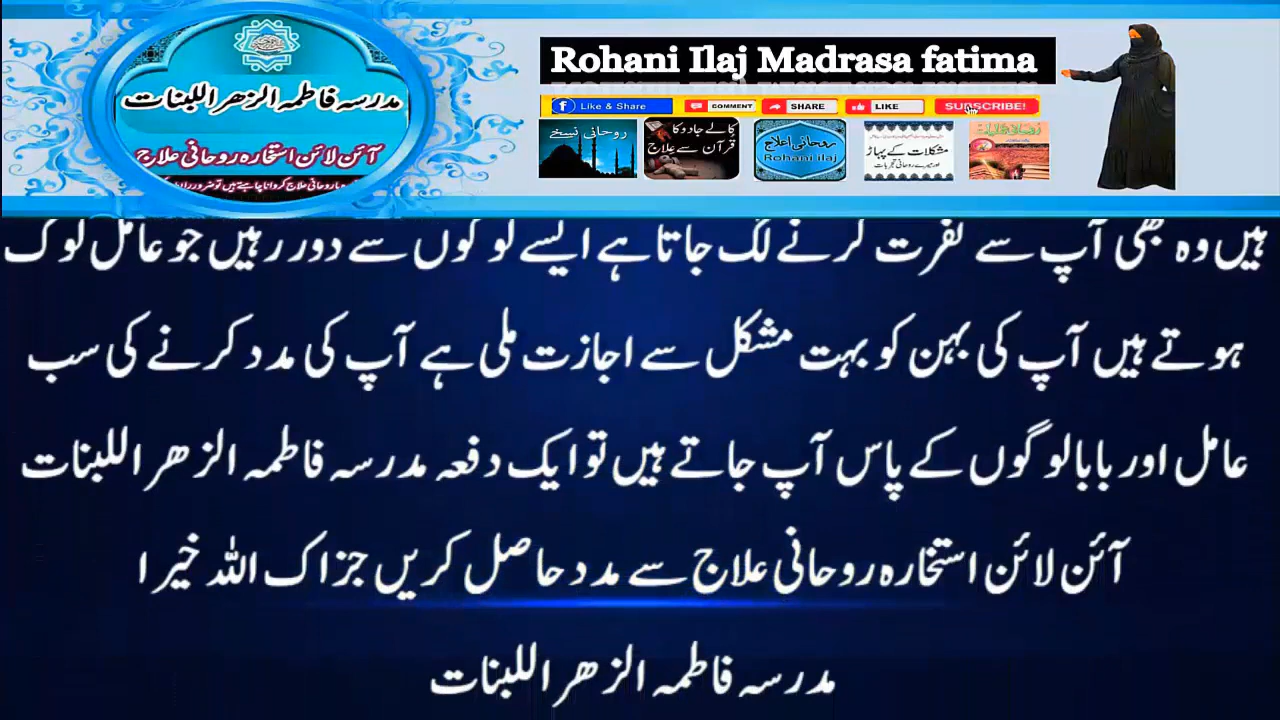 مدرسہ فاطمہ الزھرا اللبنات
آئن لائن استخارہ روحانی علاج
Rohani Ilaj Madrasa fatima
Like & Share
COMMENT
SHARE
LIKE
SUBSCRIBE!
روحانی نسخے
کالے جادو کا
قرآن سے علاج
روحانی علاج
Rohani ilaj
مشکلات کے پہاڑ
ہیں وہ بھی آپ سے نفرت کرنے لگ جاتا ہے ایسے لوگوں سے دور رہیں جو عامل لوگ
ہوتے ہیں آپ کی بہن کو بہت مشکل سے اجازت ملی ہے آپ کی مدد کرنے کی سب
عامل اور بابا لوگوں کے پاس آپ جاتے ہیں تو ایک دفعہ مدرسہ فاطمہ الزھرا اللبنات
آئن لائن استخارہ روحانی علاج سے مدد حاصل کریں جزاک اللہ خیرا
مدرسہ فاطمہ الزھرا اللبنات